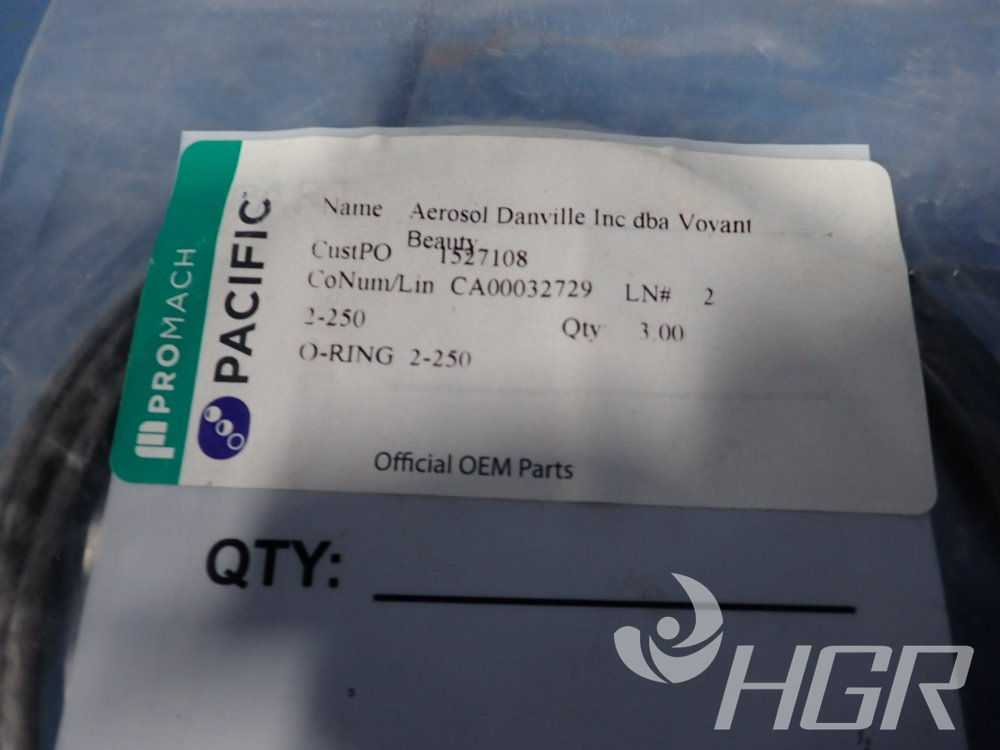 PROMACH
PACIFIC
Name Aerosol Danville Inc dba Voyant
Beauty
CustPO 1527108
CoNum/Lin CA00032729 LN# 2
2-250 Qty 3.00
O-RING 2-250
Official OEM Parts
QTY:
HGR